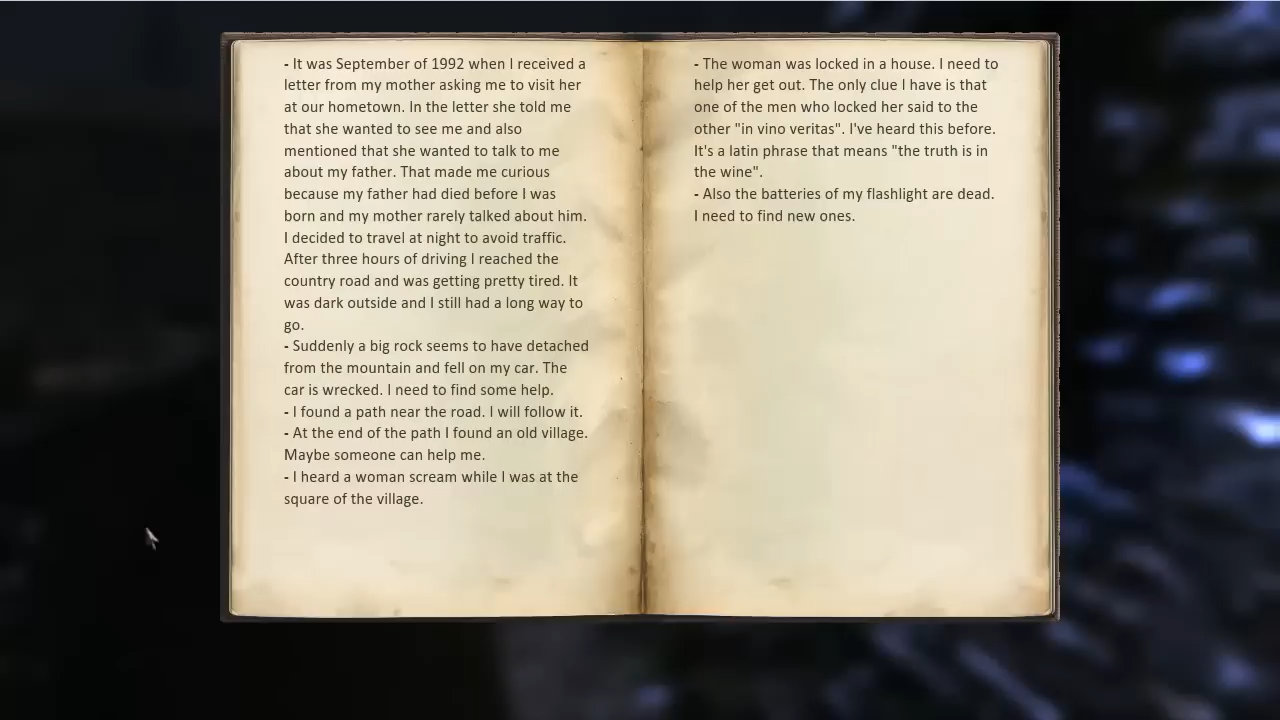 - It was September of 1992 when I received a
letter from my mother asking me to visit her
at our hometown. In the letter she told me
that she wanted to see me and also
mentioned that she wanted to talk to me
about my father. That made me curious
because my father had died before I was
born and my mother rarely talked about him.
I decided to travel at night to avoid traffic.
After three hours of driving I reached the
country road and was getting pretty tired. It
was dark outside and I still had a long way to
go.
- Suddenly a big rock seems to have detached
from the mountain and fell on my car. The
car is wrecked. I need to find some help.
- I found a path near the road. I will follow it.
- At the end of the path I found an old village.
Maybe someone can help me.
- I heard a woman scream while I was at the
square of the village.
- The woman was locked in a house. I need to
help her get out. The only clue I have is that
one of the men who locked her said to the
other "in vino veritas". I've heard this before.
It's a latin phrase that means "the truth is in
the wine".
- Also the batteries of my flashlight are dead.
I need to find new ones.